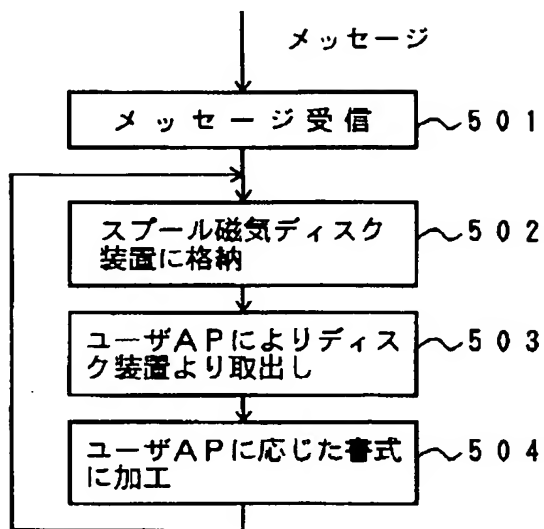 メッセージ
メッセージ受信
501
スプール磁気ディスク
装置に格納
502
ユーザAPによりディス
ク装置より取出し
503
ユーザAPに応じた書式
に加工
504